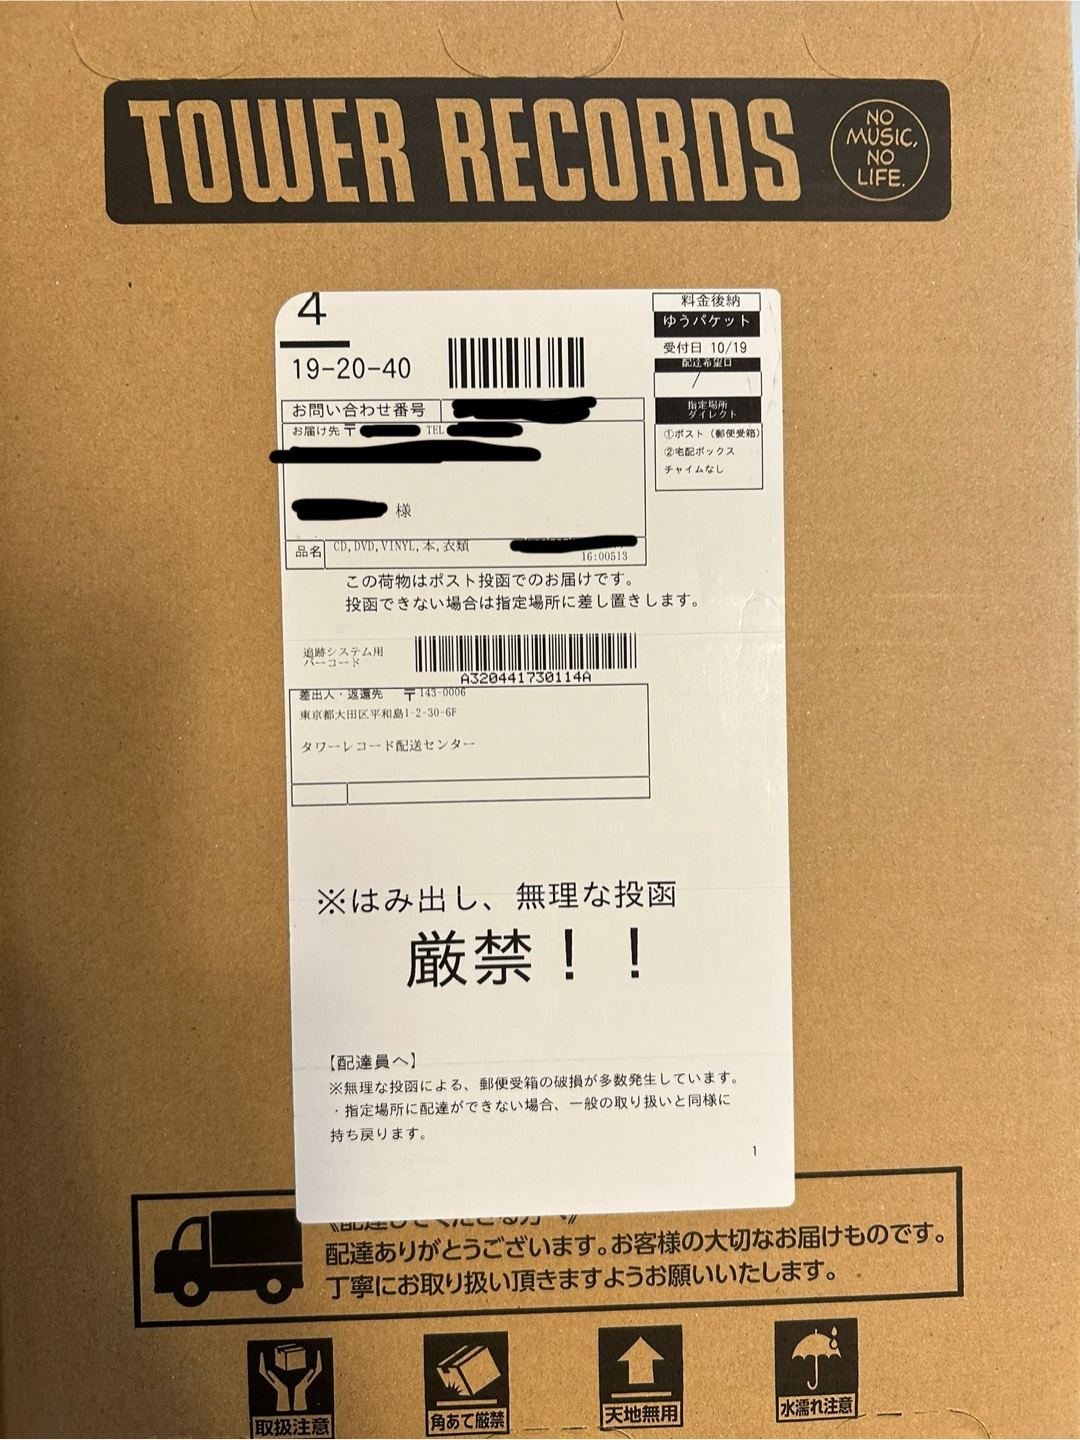 TOWER RECORDS
NO
MUSIC,
NO
LIFE.
4
19-20-40
料金後納
ゆうパケット
受付日 10/19
配達希望日
/
指定場所
ダイレクト
①ポスト(郵便受箱)
②宅配ボックス
チャイムなし
お問い合わせ番号
お届け先 〒 TEL
様
品名 CD,DVD,VINYL,本,衣類
16:00513
この荷物はポスト投函でのお届けです。
投函できない場合は指定場所に差し置きします。
追跡システム用
バーコード
A320441730114A
差出人・返還先 〒143-0006
東京都大田区平和島1-2-30-6F
タワーレコード配送センター
※はみ出し、無理な投函
厳禁!!
【配達員へ】
※無理な投函による、郵便受箱の破損が多数発生しています。
・指定場所に配達ができない場合、一般の取り扱いと同様に
持ち戻ります。
1
配達ありがとうございます。お客様の大切なお届けものです。
丁寧にお取り扱い頂きますようお願いいたします。
取扱注意
角あて厳禁
天地無用
水濡れ注意